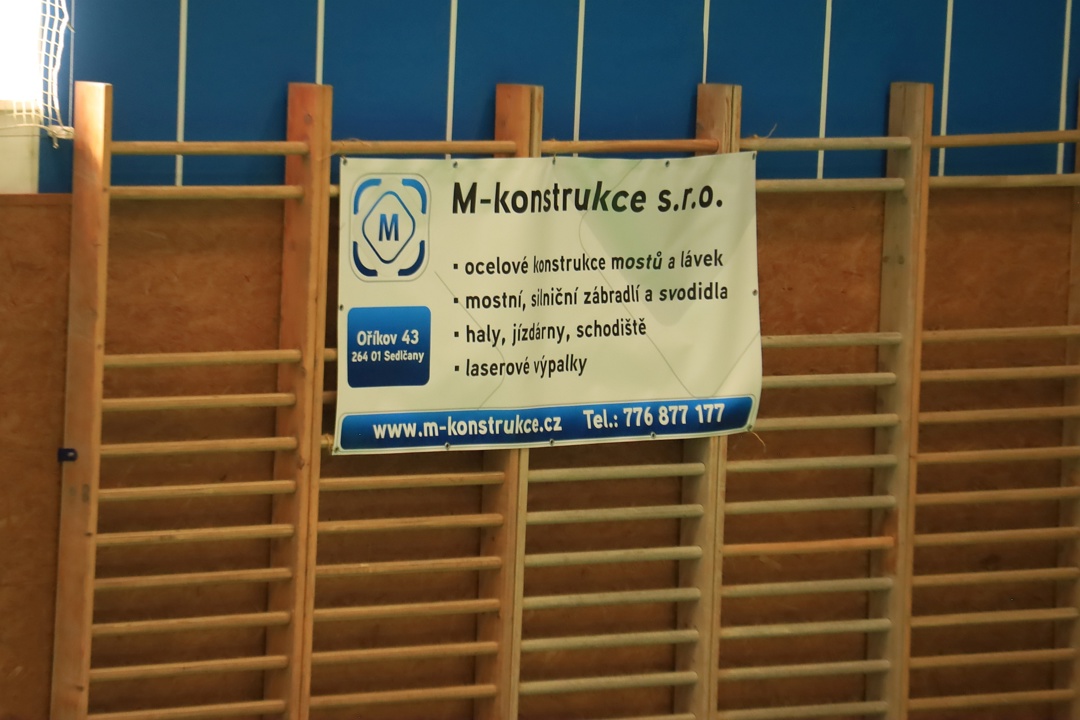 M
M-konstrukce s.r.o.
▪ ocelové konstrukce mostů a lávek
▪ mostní, silniční zábradlí a svodidla
▪ haly, jízdárny, schodiště
▪ laserové výpalky
Oříkov 43
264 01 Sedlčany
www.m-konstrukce.cz Tel.: 776 877 177